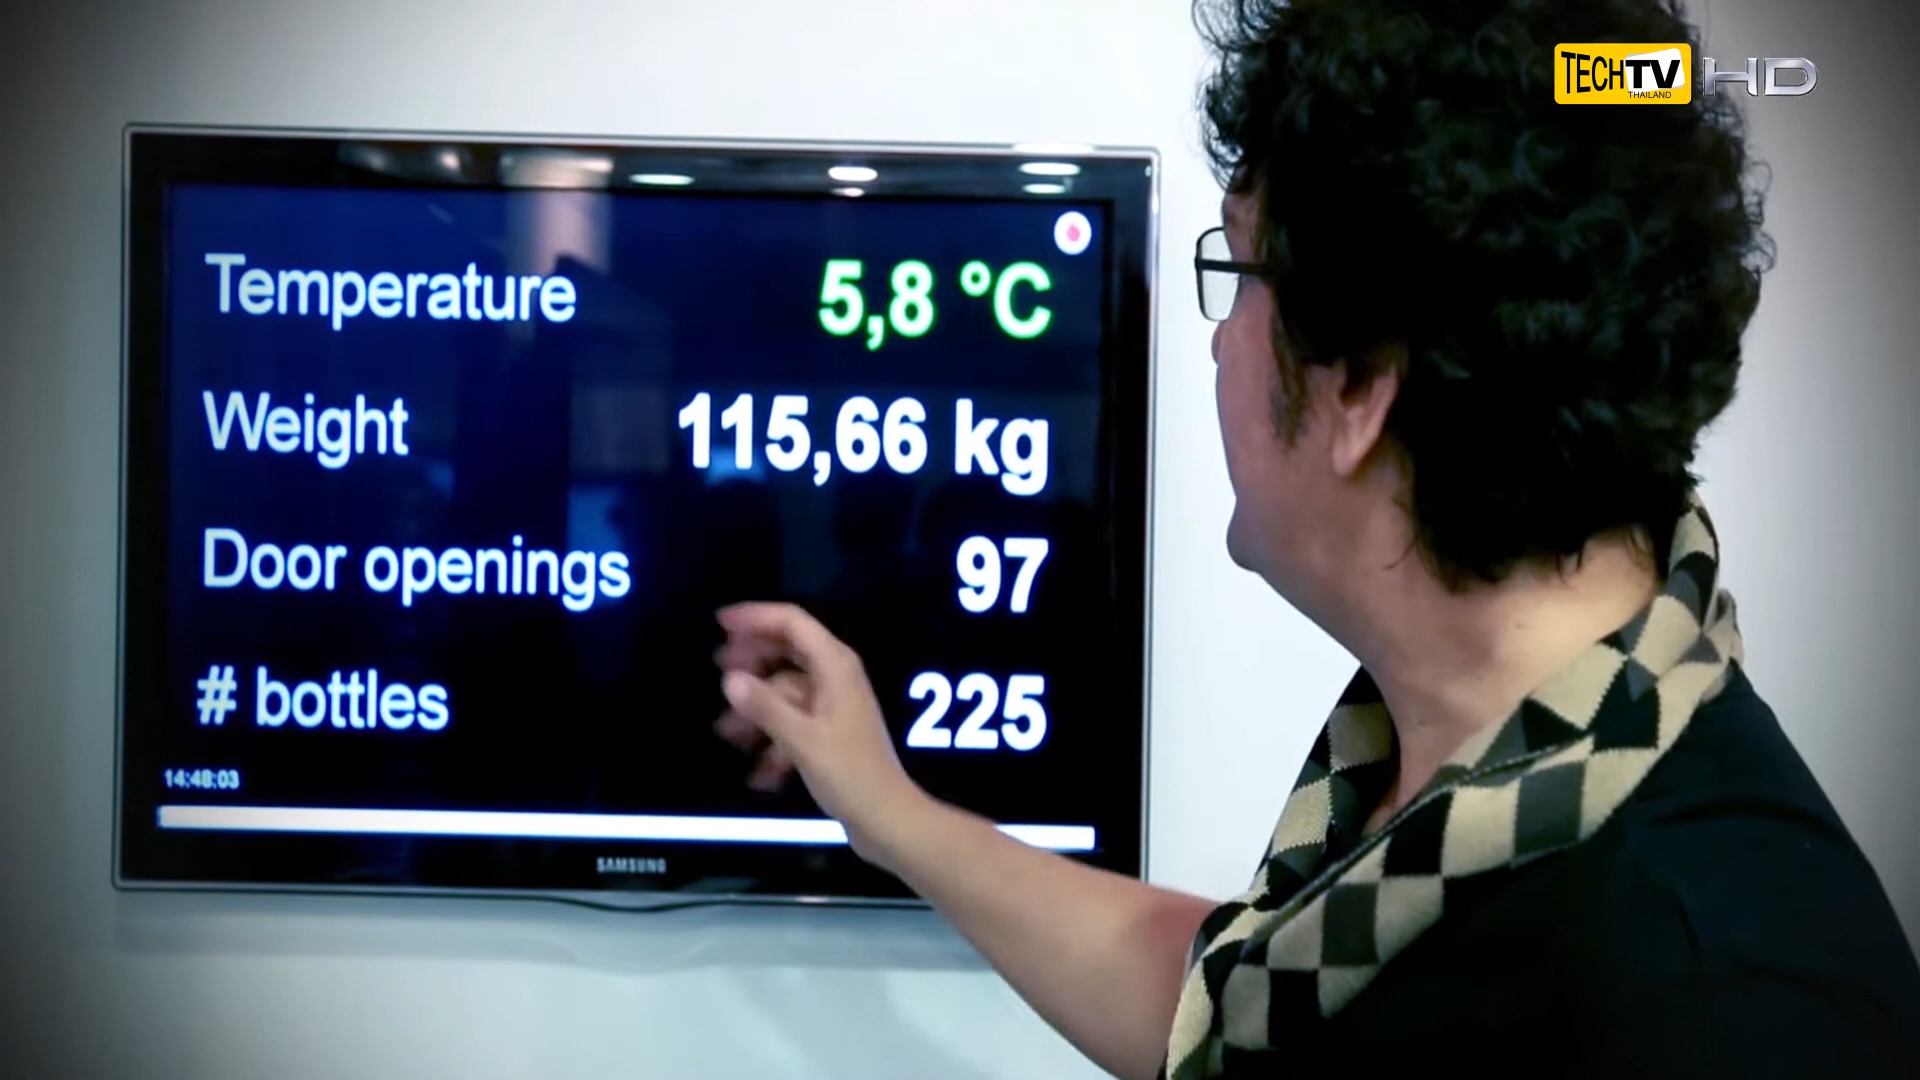 TECHTV HD
THAILAND
Temperature 5,8 °C
Weight 115,66 kg
Door openings 97
# bottles 225
14:48:03
SAMSUNG